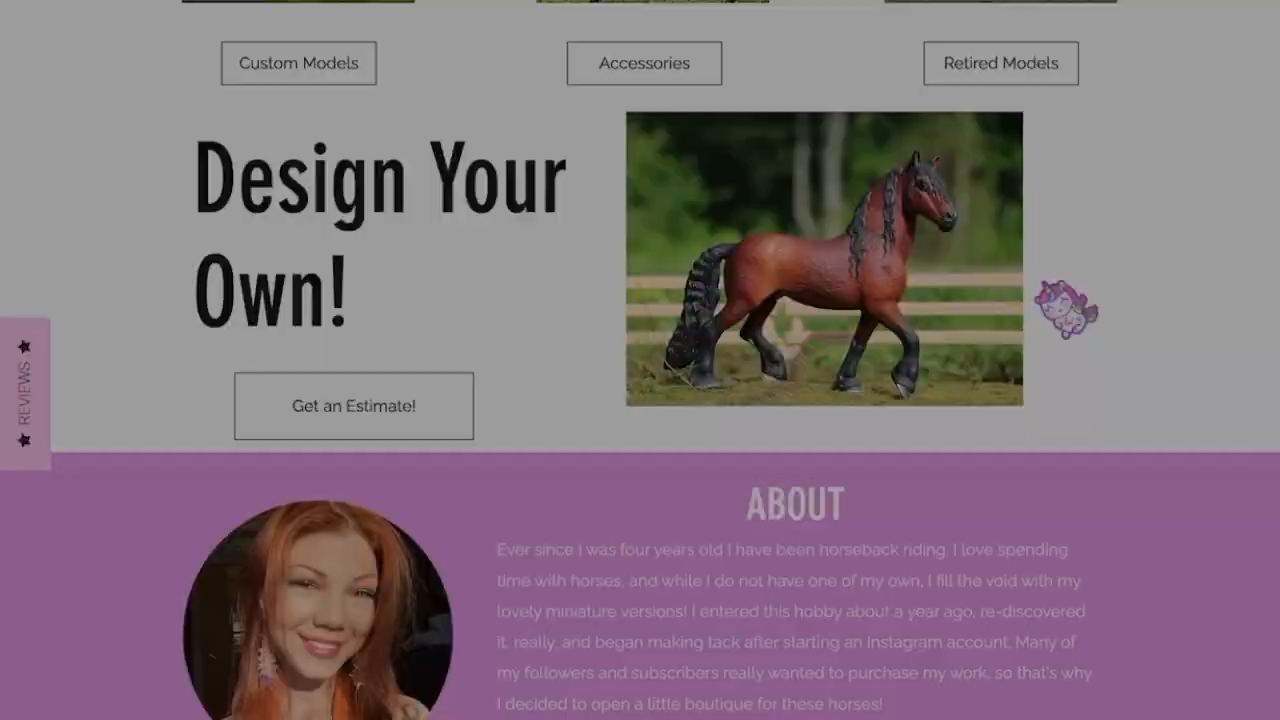 Custom Models
Accessories
Retired Models
Design Your
Own!
Get an Estimate!
★ REVIEWS ★
ABOUT
Ever since I was four years old I have been horseback riding. I love spending
time with horses, and while I do not have one of my own, I fill the void with my
lovely miniature versions! I entered this hobby about a year ago, re-discovered
it, really, and began making tack after starting an Instagram account. Many of
my followers and subscribers really wanted to purchase my work, so that's why
I decided to open a little boutique for these horses!